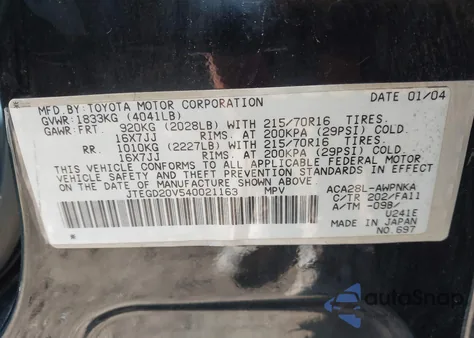 MFD. BY: TOYOTA MOTOR CORPORATION DATE 01/04
GVWR: 1833KG (4041LB)
GAWR: FRT. 920KG (2028LB) WITH 215/70R16 TIRES.
16X7JJ RIMS. AT 200KPA (29PSI) COLD.
RR. 1010KG (2227LB) WITH 215/70R16 TIRES.
16X7JJ RIMS. AT 200KPA (29PSI) COLD.
THIS VEHICLE CONFORMS TO ALL APPLICABLE FEDERAL MOTOR
VEHICLE SAFETY AND BUMPER STANDARDS IN EFFECT
ON THE DATE OF MANUFACTURE SHOWN ABOVE.
JTEGD20V540021163 MPV ACA28L-AWPNKA
C/TR 202/FA11
A/TM -09B/
U241E
MADE IN JAPAN
NO. 697
autoSnap